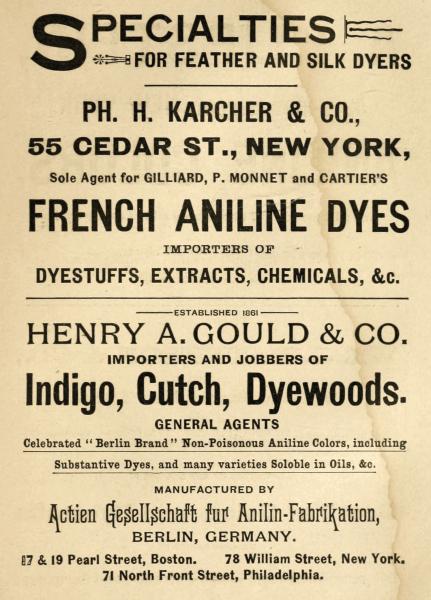 SPECIALTIES
FOR FEATHER AND SILK DYERS
PH. H. KARCHER & CO.,
55 CEDAR ST., NEW YORK,
Sole Agent for GILLIARD, P. MONNET and CARTIER'S
FRENCH ANILINE DYES
IMPORTERS OF
DYESTUFFS, EXTRACTS, CHEMICALS, &c.
ESTABLISHED 1861
HENRY A. GOULD & CO.
IMPORTERS AND JOBBERS OF
Indigo, Cutch, Dyewoods.
GENERAL AGENTS
Celebrated "Berlin Brand" Non-Poisonous Aniline Colors, including
Substantive Dyes, and many varieties Soloble in Oils, &c.
MANUFACTURED BY
Actien Gesellschaft fur Anilin-Fabrikation,
BERLIN, GERMANY.
17 & 19 Pearl Street, Boston. 78 William Street, New York.
71 North Front Street, Philadelphia.